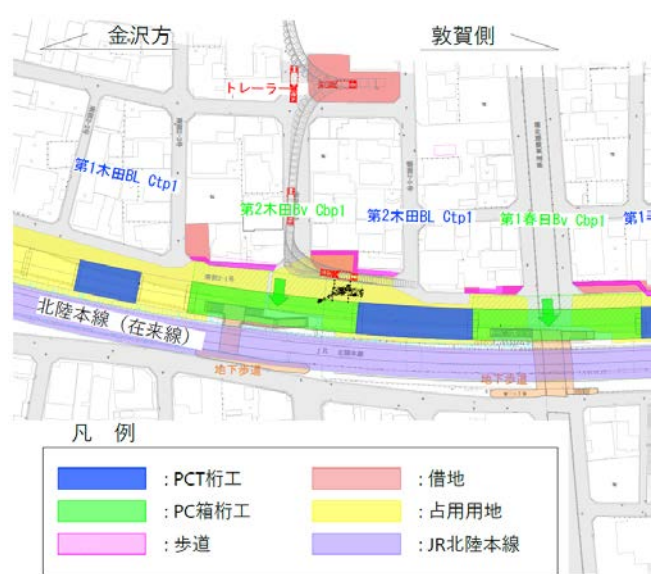 金沢方
敦賀側
トレーラー
第1木田BL Ctp1
第2木田Bv Cbp1
第2木田BL Ctp1
第1春日Bv Cbp1
北陸本線（在来線）
地下歩道
地下歩道
凡 例
: PCT桁工
: 借地
: PC箱桁工
: 占用用地
: 歩道
: JR北陸本線